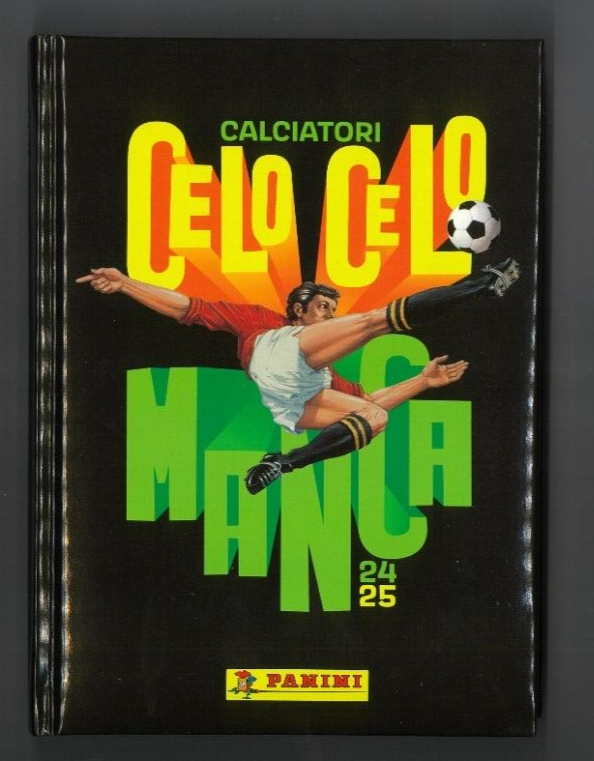 CALCIATORI
CELO CELO
MANCA
24
25
PANINI